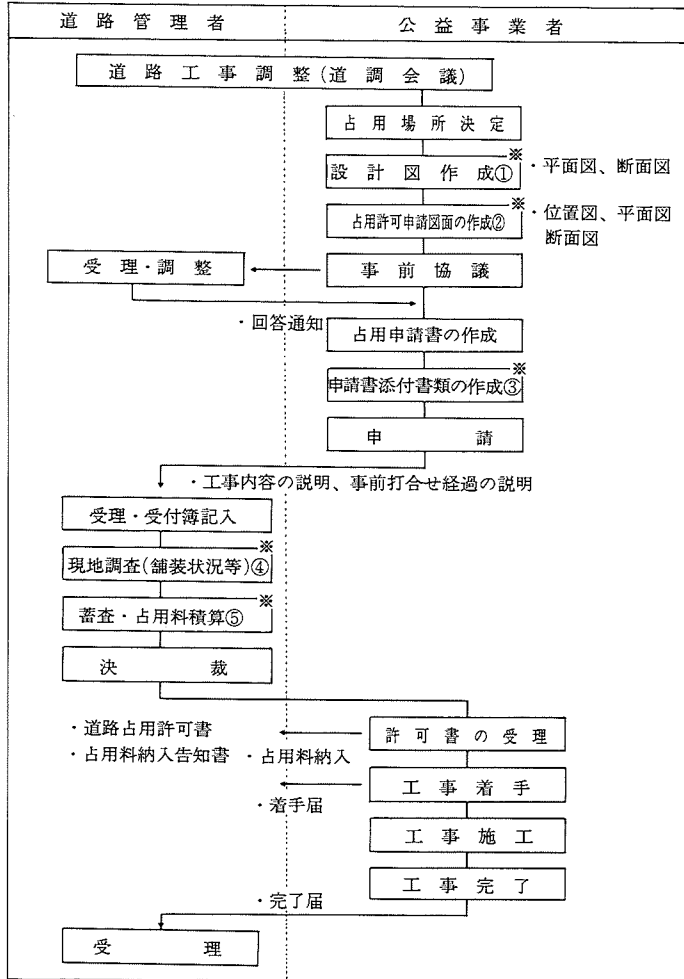 道路管理者
公益事業者
道路工事調整(道調会議)
占用場所決定
※
設計図作成①
・平面図、断面図
※
占用許可申請図面の作成②
・位置図、平面図
断面図
受理・調整
事前協議
・回答通知
占用申請書の作成
※
申請書添付書類の作成③
申請
・工事内容の説明、事前打合せ経過の説明
受理・受付簿記入
※
現地調査(舗装状況等)④
※
蓄査・占用料積算⑤
決裁
・道路占用許可書
許可書の受理
・占用料納入告知書
・占用料納入
工事着手
・着手届
工事施工
工事完了
・完了届
受理